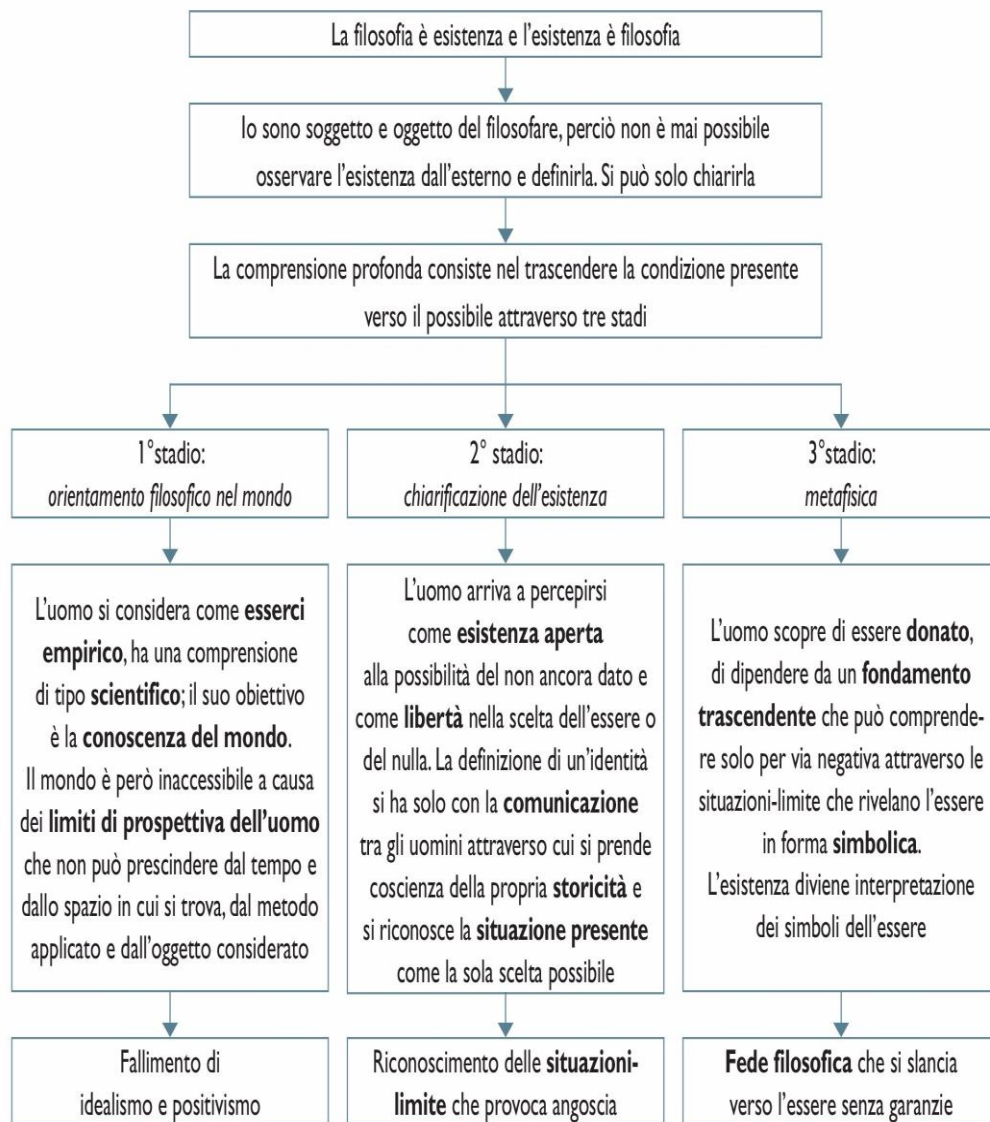 La filosofia è esistenza e l'esistenza è filosofia
Io sono soggetto e oggetto del filosofare, perciò non è mai possibile
osservare l'esistenza dall'esterno e definirla. Si può solo chiarirla
La comprensione profonda consiste nel trascendere la condizione presente
verso il possibile attraverso tre stadi
1°stadio:
orientamento filosofico nel mondo
L'uomo si considera come esserci
empirico, ha una comprensione
di tipo scientifico; il suo obiettivo
è la conoscenza del mondo.
Il mondo è però inaccessibile a causa
dei limiti di prospettiva dell'uomo
che non può prescindere dal tempo e
dallo spazio in cui si trova, dal metodo
applicato e dall'oggetto considerato
Fallimento di
idealismo e positivismo
2° stadio:
chiarificazione dell'esistenza
L'uomo arriva a percepirsi
come esistenza aperta
alla possibilità del non ancora dato e
come libertà nella scelta dell'essere o
del nulla. La definizione di un'identità
si ha solo con la comunicazione
tra gli uomini attraverso cui si prende
coscienza della propria storicità e
si riconosce la situazione presente
come la sola scelta possibile
Riconoscimento delle situazioni-
limite che provoca angoscia
3°stadio:
metafisica
L'uomo scopre di essere donato,
di dipendere da un fondamento
trascendente che può comprende-
re solo per via negativa attraverso le
situazioni-limite che rivelano l'essere
in forma simbolica.
L'esistenza diviene interpretazione
dei simboli dell'essere
Fede filosofica che si slancia
verso l'essere senza garanzie